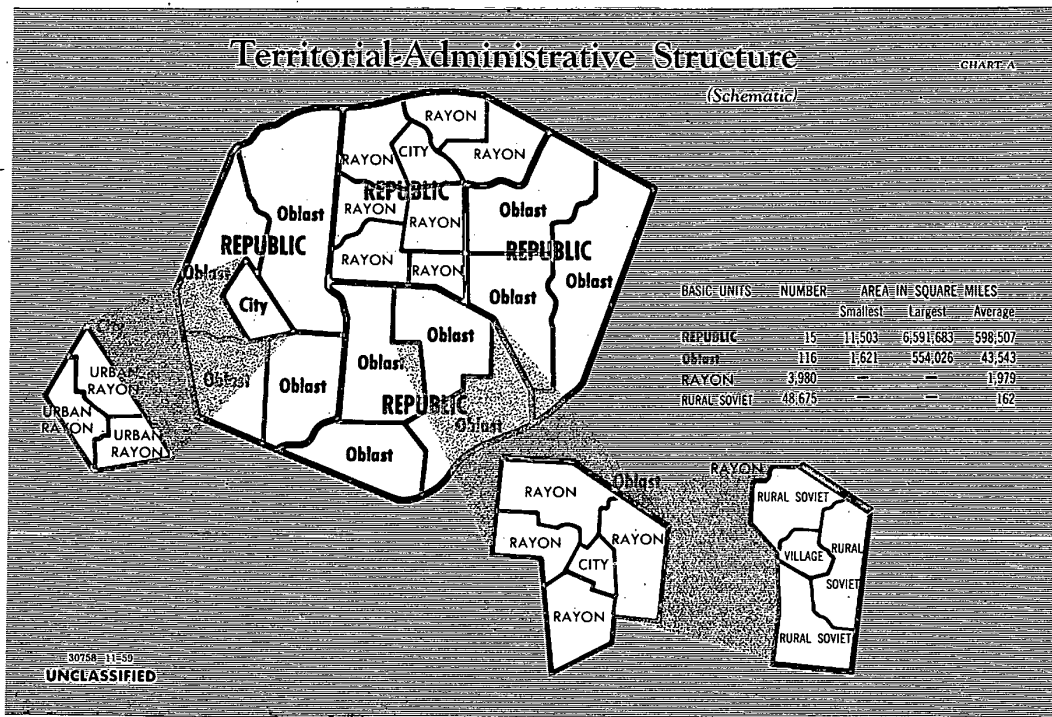 Territorial-Administrative Structure
CHART A
(Schematic)
RAYON
RAYON
CITY
RAYON
REPUBLIC
RAYON
RAYON
RAYON
RAYON
Oblast
REPUBLIC
Oblast
City
Oblast
Oblast
Oblast
REPUBLIC
Oblast
Oblast
Oblast
Oblast
REPUBLIC
Oblast
Oblast
Oblast
City
URBAN
RAYON
URBAN
RAYON
URBAN
RAYON
BASIC UNITS NUMBER AREA IN SQUARE MILES
Smallest Largest Average
REPUBLIC 15 11,503 6,591,683 598,507
Oblast 116 1,621 554,026 43,543
RAYON 3,980 — — 1,979
RURAL SOVIET 48,675 — — 162
Oblast
RAYON
RAYON
RAYON
CITY
RAYON
RAYON
RURAL SOVIET
VILLAGE
RURAL
SOVIET
RURAL SOVIET
30758 11-59
UNCLASSIFIED